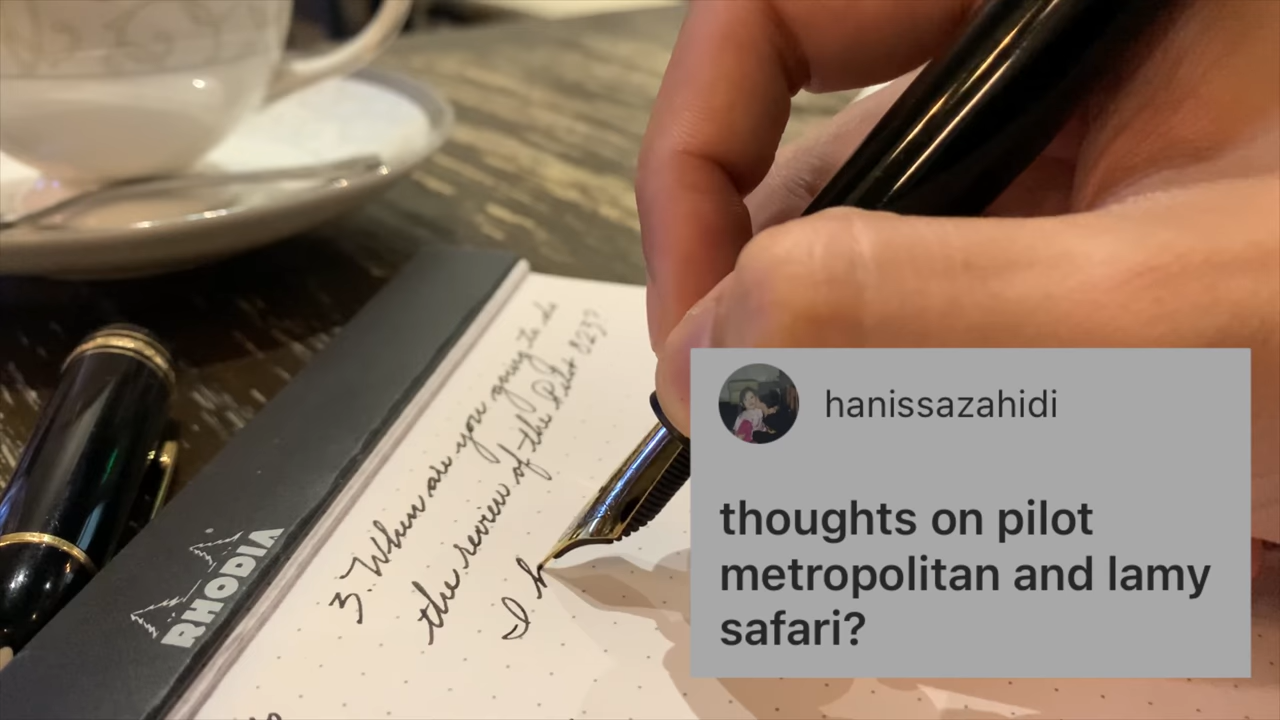 3. When are you going to do
the review of the Pilot 823?
I h
RHODIA
hanissazahidi
thoughts on pilot
metropolitan and lamy
safari?